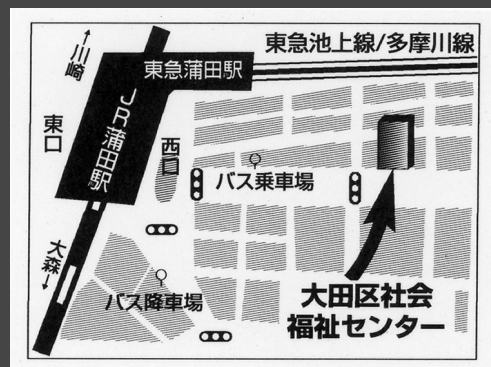 ↑川崎
東急蒲田駅
東急池上線/多摩川線
JR蒲田駅
東口
西口
バス乗車場
大森↓
バス降車場
大田区社会
福祉センター